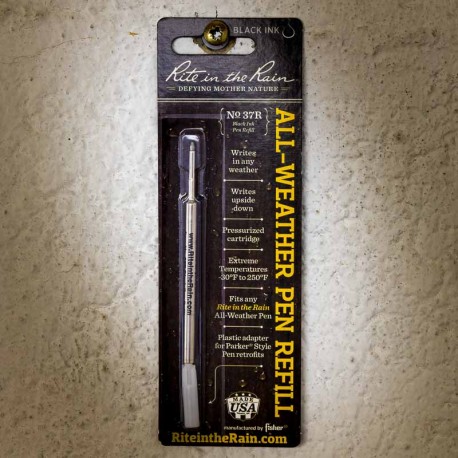 BLACK INK
Rite in the Rain
DEFYING MOTHER NATURE
Nº 37R
Black Ink
Pen Refill
Writes
in any
weather
Writes
upside
down
Pressurized
cartridge
Extreme
Temperatures
-30°F to 250°F
Fits any
Rite in the Rain
All-Weather Pen
Plastic adapter
for Parker® Style
Pen retrofits
ALL-WEATHER PEN REFILL
www.RiteintheRain.com
MADE
IN
USA
manufactured by fisher
RiteintheRain.com